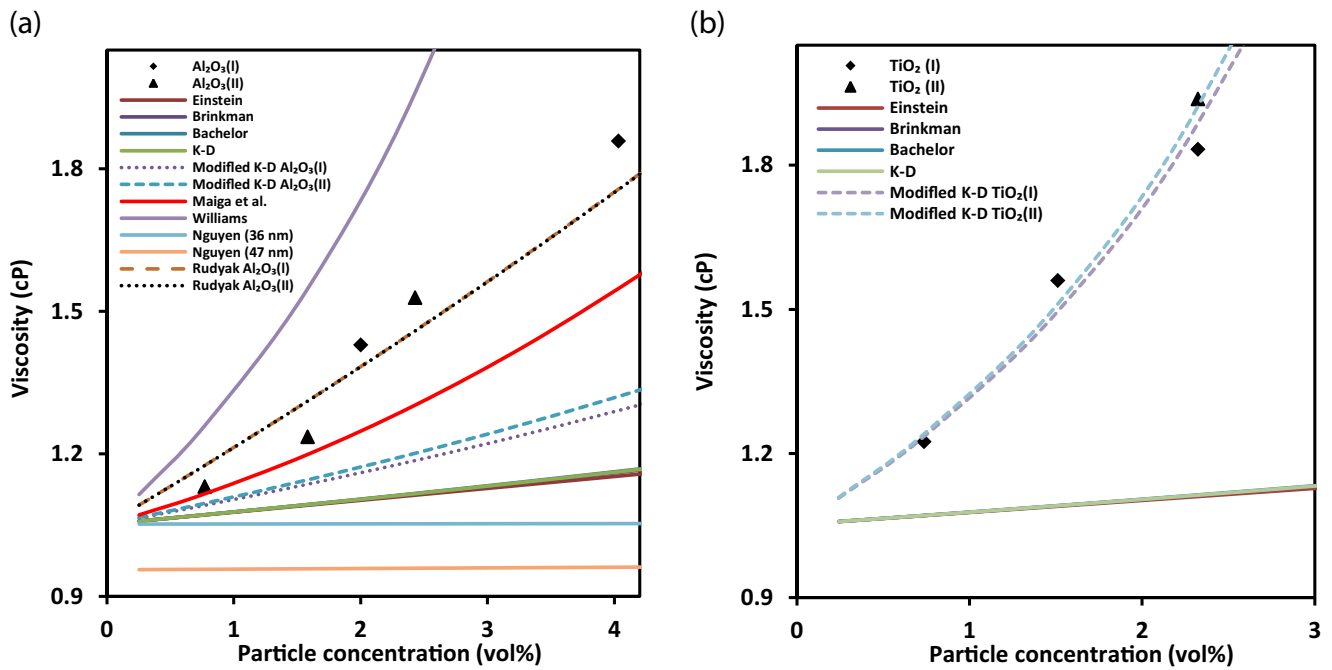 (a)
Al₂O₃(I)
Al₂O₃(II)
Einstein
Brinkman
Bachelor
K-D
Modifled K-D Al₂O₃(I)
Modifled K-D Al₂O₃(II)
Maiga et al.
Williams
Nguyen (36 nm)
Nguyen (47 nm)
Rudyak Al₂O₃(I)
Rudyak Al₂O₃(II)
1.8
1.5
1.2
0.9
Viscosity (cP)
0 1 2 3 4
Particle concentration (vol%)
(b)
TiO₂ (I)
TiO₂ (II)
Einstein
Brinkman
Bachelor
K-D
Modifled K-D TiO₂(I)
Modifled K-D TiO₂(II)
1.8
1.5
1.2
0.9
Viscosity (cP)
0 1 2 3
Particle concentration (vol%)